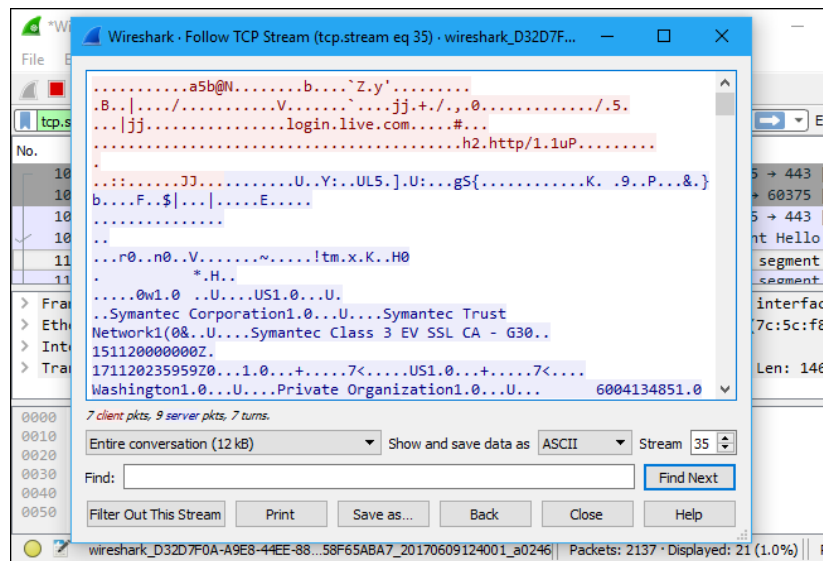 *Wi
Wireshark · Follow TCP Stream (tcp.stream eq 35) · wireshark_D32D7F...
File
tcp.s
No.
...........a5b@N........b....`Z.y'.........
.B..|..../...........V.......`....jj.+./.,.0............./.5.
...|jj................login.live.com.....#...
..........................................h2.http/1.1uP.........
.
..::......JJ.............U..Y:..UL5.].U:...gS{............K. .9..P...&.}
b....F..$|...|.....E.....
...............
..
...r0..n0..V.......~.....!tm.x.K..H0
. *.H..
.....0w1.0 ..U....US1.0...U.
..Symantec Corporation1.0...U....Symantec Trust
Network1(0&..U....Symantec Class 3 EV SSL CA - G30..
151120000000Z.
171120235959Z0...1.0...+.....7<.....US1.0...+.....7<....
Washington1.0...U....Private Organization1.0...U... 6004134851.0
10
10
10
10
11
11
5 → 443
→ 60375
5 → 443
nt Hello
segment
segment
Fra
Eth
Int
Tra
interfac
(7c:5c:f8
Len: 146
7 client pkts, 9 server pkts, 7 turns.
0000
0010
0020
0030
0040
0050
Entire conversation (12 kB) Show and save data as ASCII Stream 35
Find: Find Next
Filter Out This Stream Print Save as... Back Close Help
wireshark_D32D7F0A-A9E8-44EE-88...58F65ABA7_20170609124001_a0246 Packets: 2137 · Displayed: 21 (1.0%)